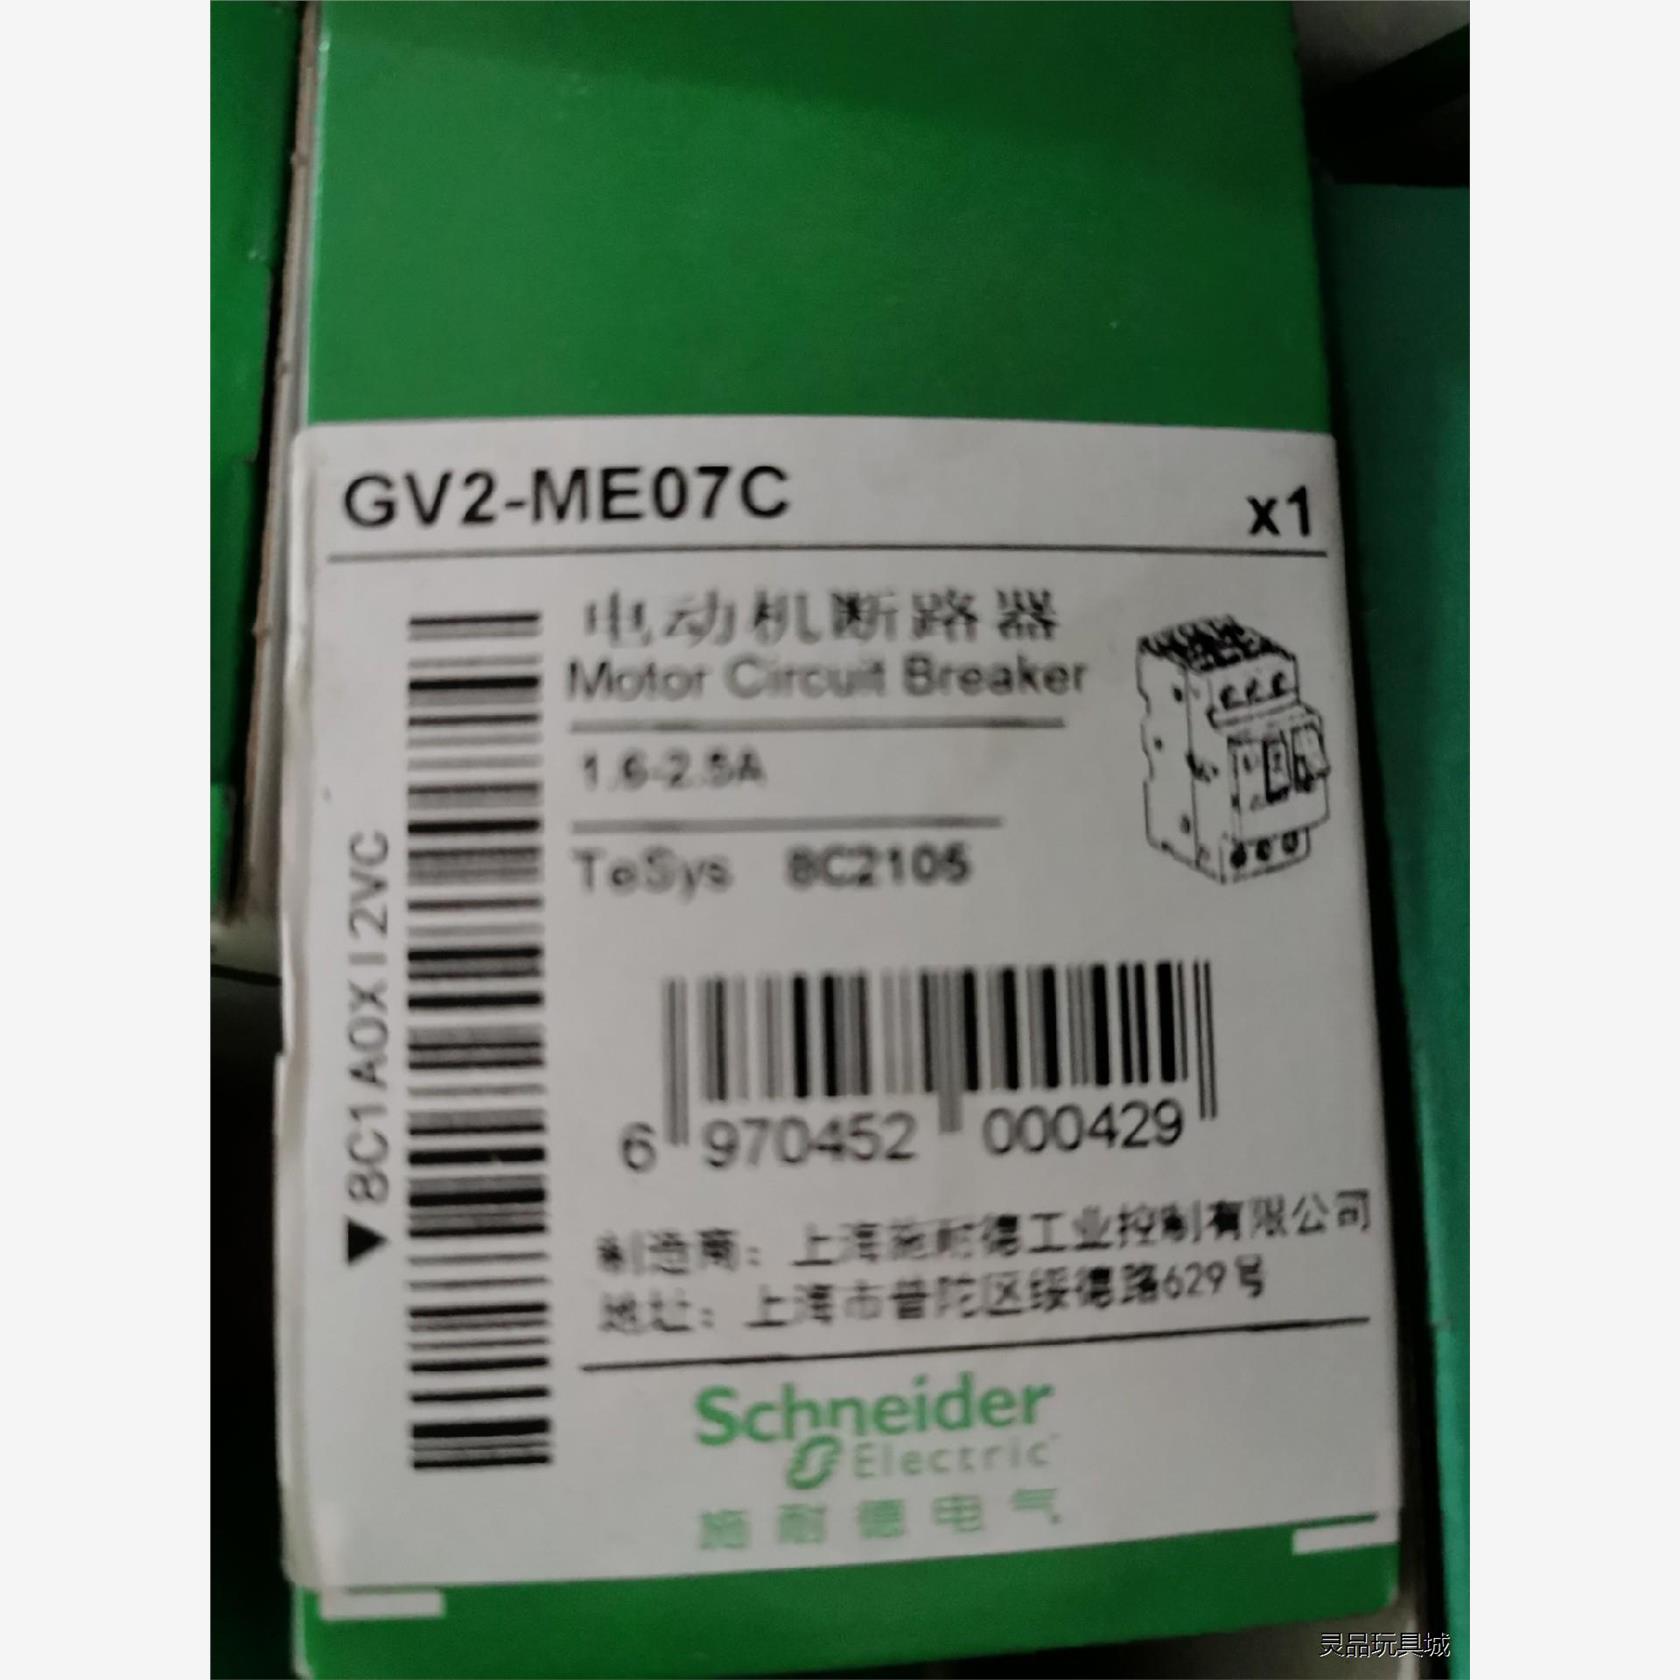 GV2-ME07C
x1
电动机断路器
Motor Circuit Breaker
1.6-2.5A
TeSys 8C2105
▼8C1A0X12VC
6 970452 000429
制造商：上海施耐德工业控制有限公司
地址：上海市普陀区绥德路629号
Schneider
Electric
施耐德电气
灵品玩具城